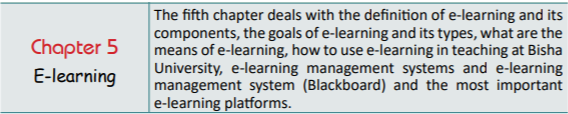 Chapter 5
E-learning
The fifth chapter deals with the definition of e-learning and its
components, the goals of e-learning and its types, what are the
means of e-learning, how to use e-learning in teaching at Bisha
University, e-learning management systems and e-learning
management system (Blackboard) and the most important
e-learning platforms.